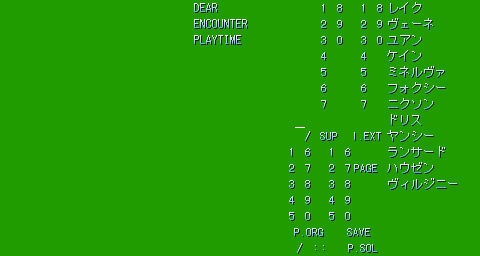 DEAR 1 8 1 8 レイク
ENCOUNTER 2 9 2 9 ヴェーネ
PLAYTIME 3 0 3 0 ユアン
4 4 ケイン
5 5 ミネルヴァ
6 6 フォクシー
7 7 ニクソン
ドリス
_ / SUP I.EXT ヤンシー
1 6 1 6 ランサード
2 7 2 7 PAGE ハウゼン
3 8 3 8 ヴィルジニー
4 9 4 9
5 0 5 0
P.ORG SAVE
/ : : P.SOL